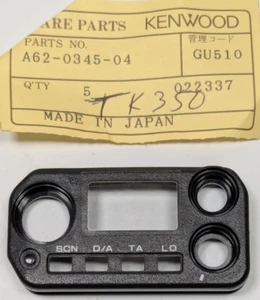 SPARE PARTS KENWOOD
PARTS NO. 管理コード
A62-0345-04 GU510
Q'TY 5 022337
TK350
MADE IN JAPAN
SCN D/A TA LO